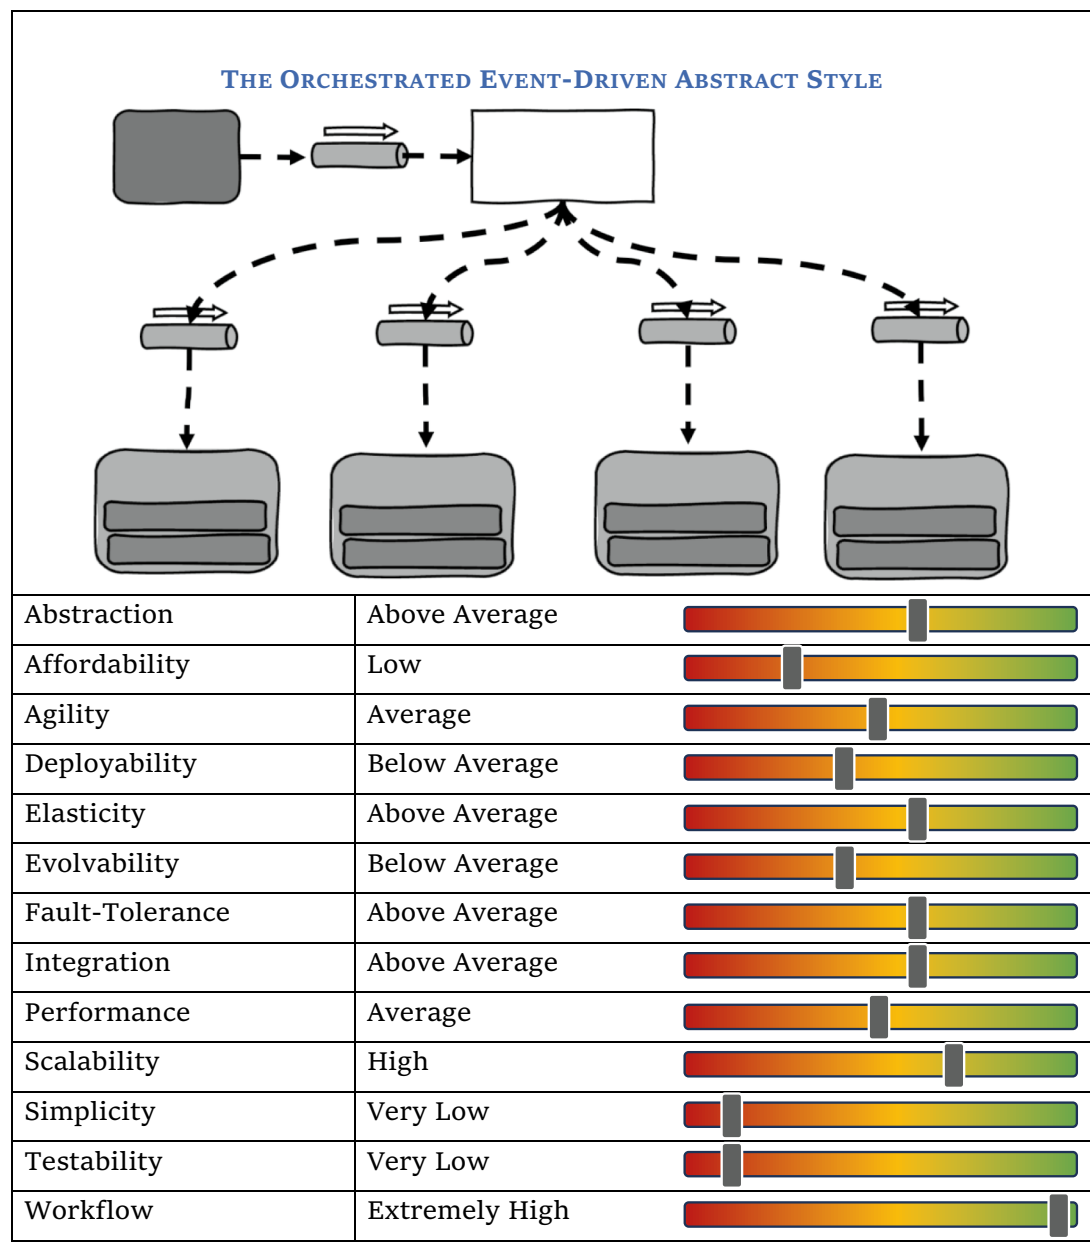 The Orchestrated Event-Driven Abstract Style
Abstraction Above Average
Affordability Low
Agility Average
Deployability Below Average
Elasticity Above Average
Evolvability Below Average
Fault-Tolerance Above Average
Integration Above Average
Performance Average
Scalability High
Simplicity Very Low
Testability Very Low
Workflow Extremely High